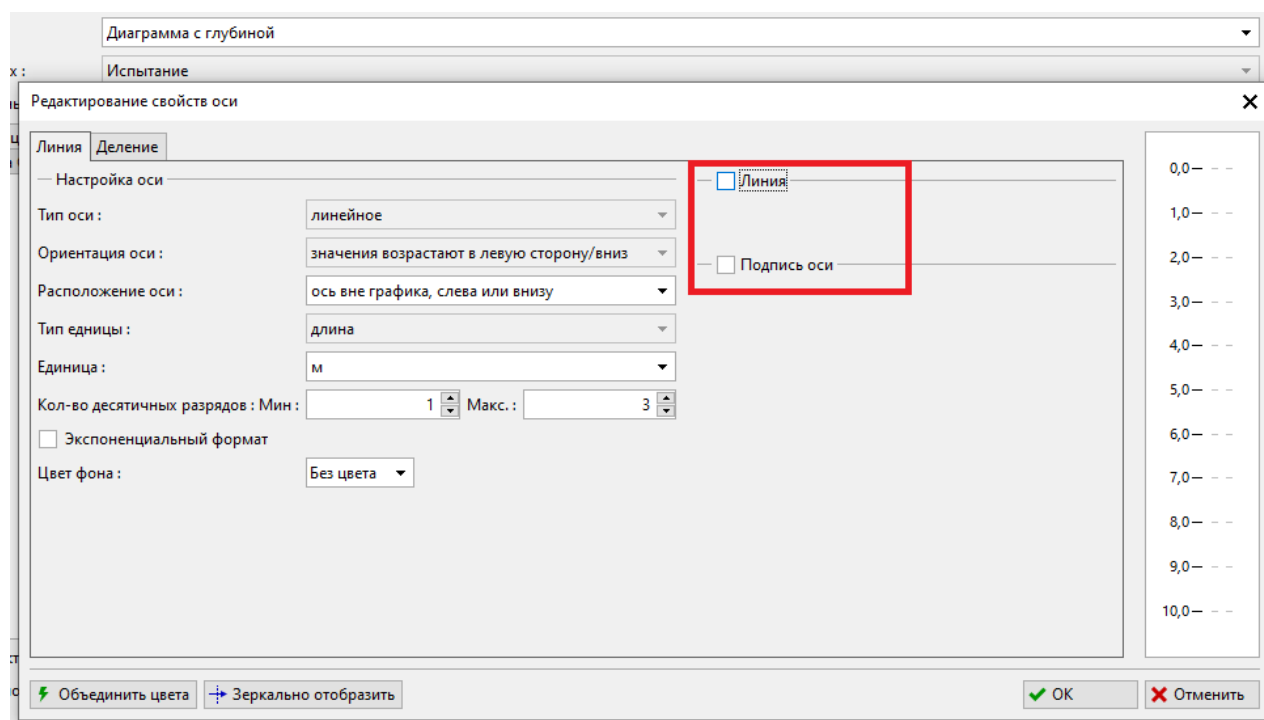 Диаграмма с глубиной
х :
Испытание
Редактирование свойств оси
Линия
Деление
Настройка оси
Тип оси :
линейное
Ориентация оси :
значения возрастают в левую сторону/вниз
Расположение оси :
ось вне графика, слева или внизу
Тип едницы :
длина
Единица :
м
Кол-во десятичных разрядов : Мин :
1
Макс. :
3
Экспоненциальный формат
Цвет фона :
Без цвета
Линия
Подпись оси
0,0
1,0
2,0
3,0
4,0
5,0
6,0
7,0
8,0
9,0
10,0
Объединить цвета
Зеркально отобразить
OK
Отменить